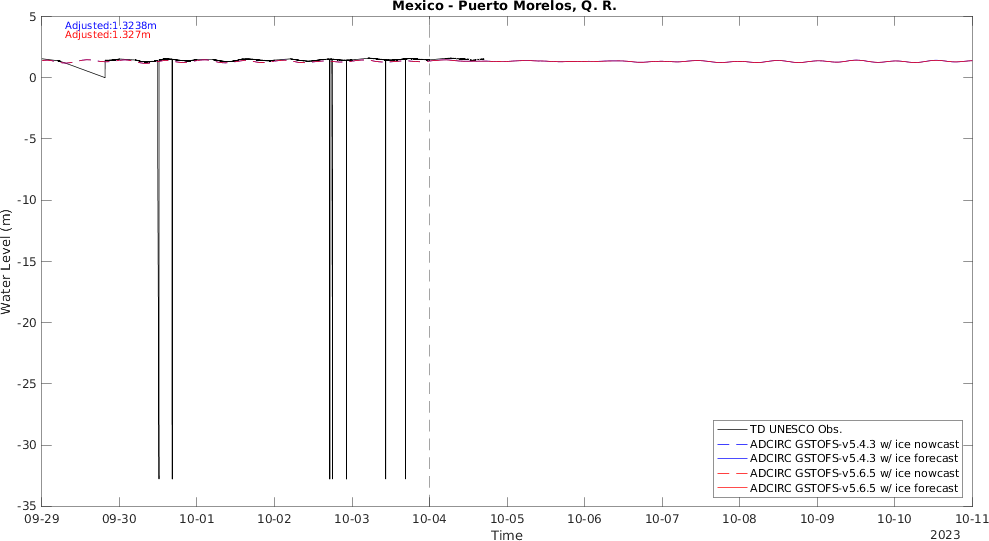 Mexico - Puerto Morelos, Q. R.
Adjusted:1.3238m
Adjusted:1.327m
5
0
-5
-10
-15
-20
-25
-30
-35
Water Level (m)
TD UNESCO Obs.
ADCIRC GSTOFS-v5.4.3 w/ ice nowcast
ADCIRC GSTOFS-v5.4.3 w/ ice forecast
ADCIRC GSTOFS-v5.6.5 w/ ice nowcast
ADCIRC GSTOFS-v5.6.5 w/ ice forecast
09-29 09-30 10-01 10-02 10-03 10-04 10-05 10-06 10-07 10-08 10-09 10-10 10-11
Time
2023